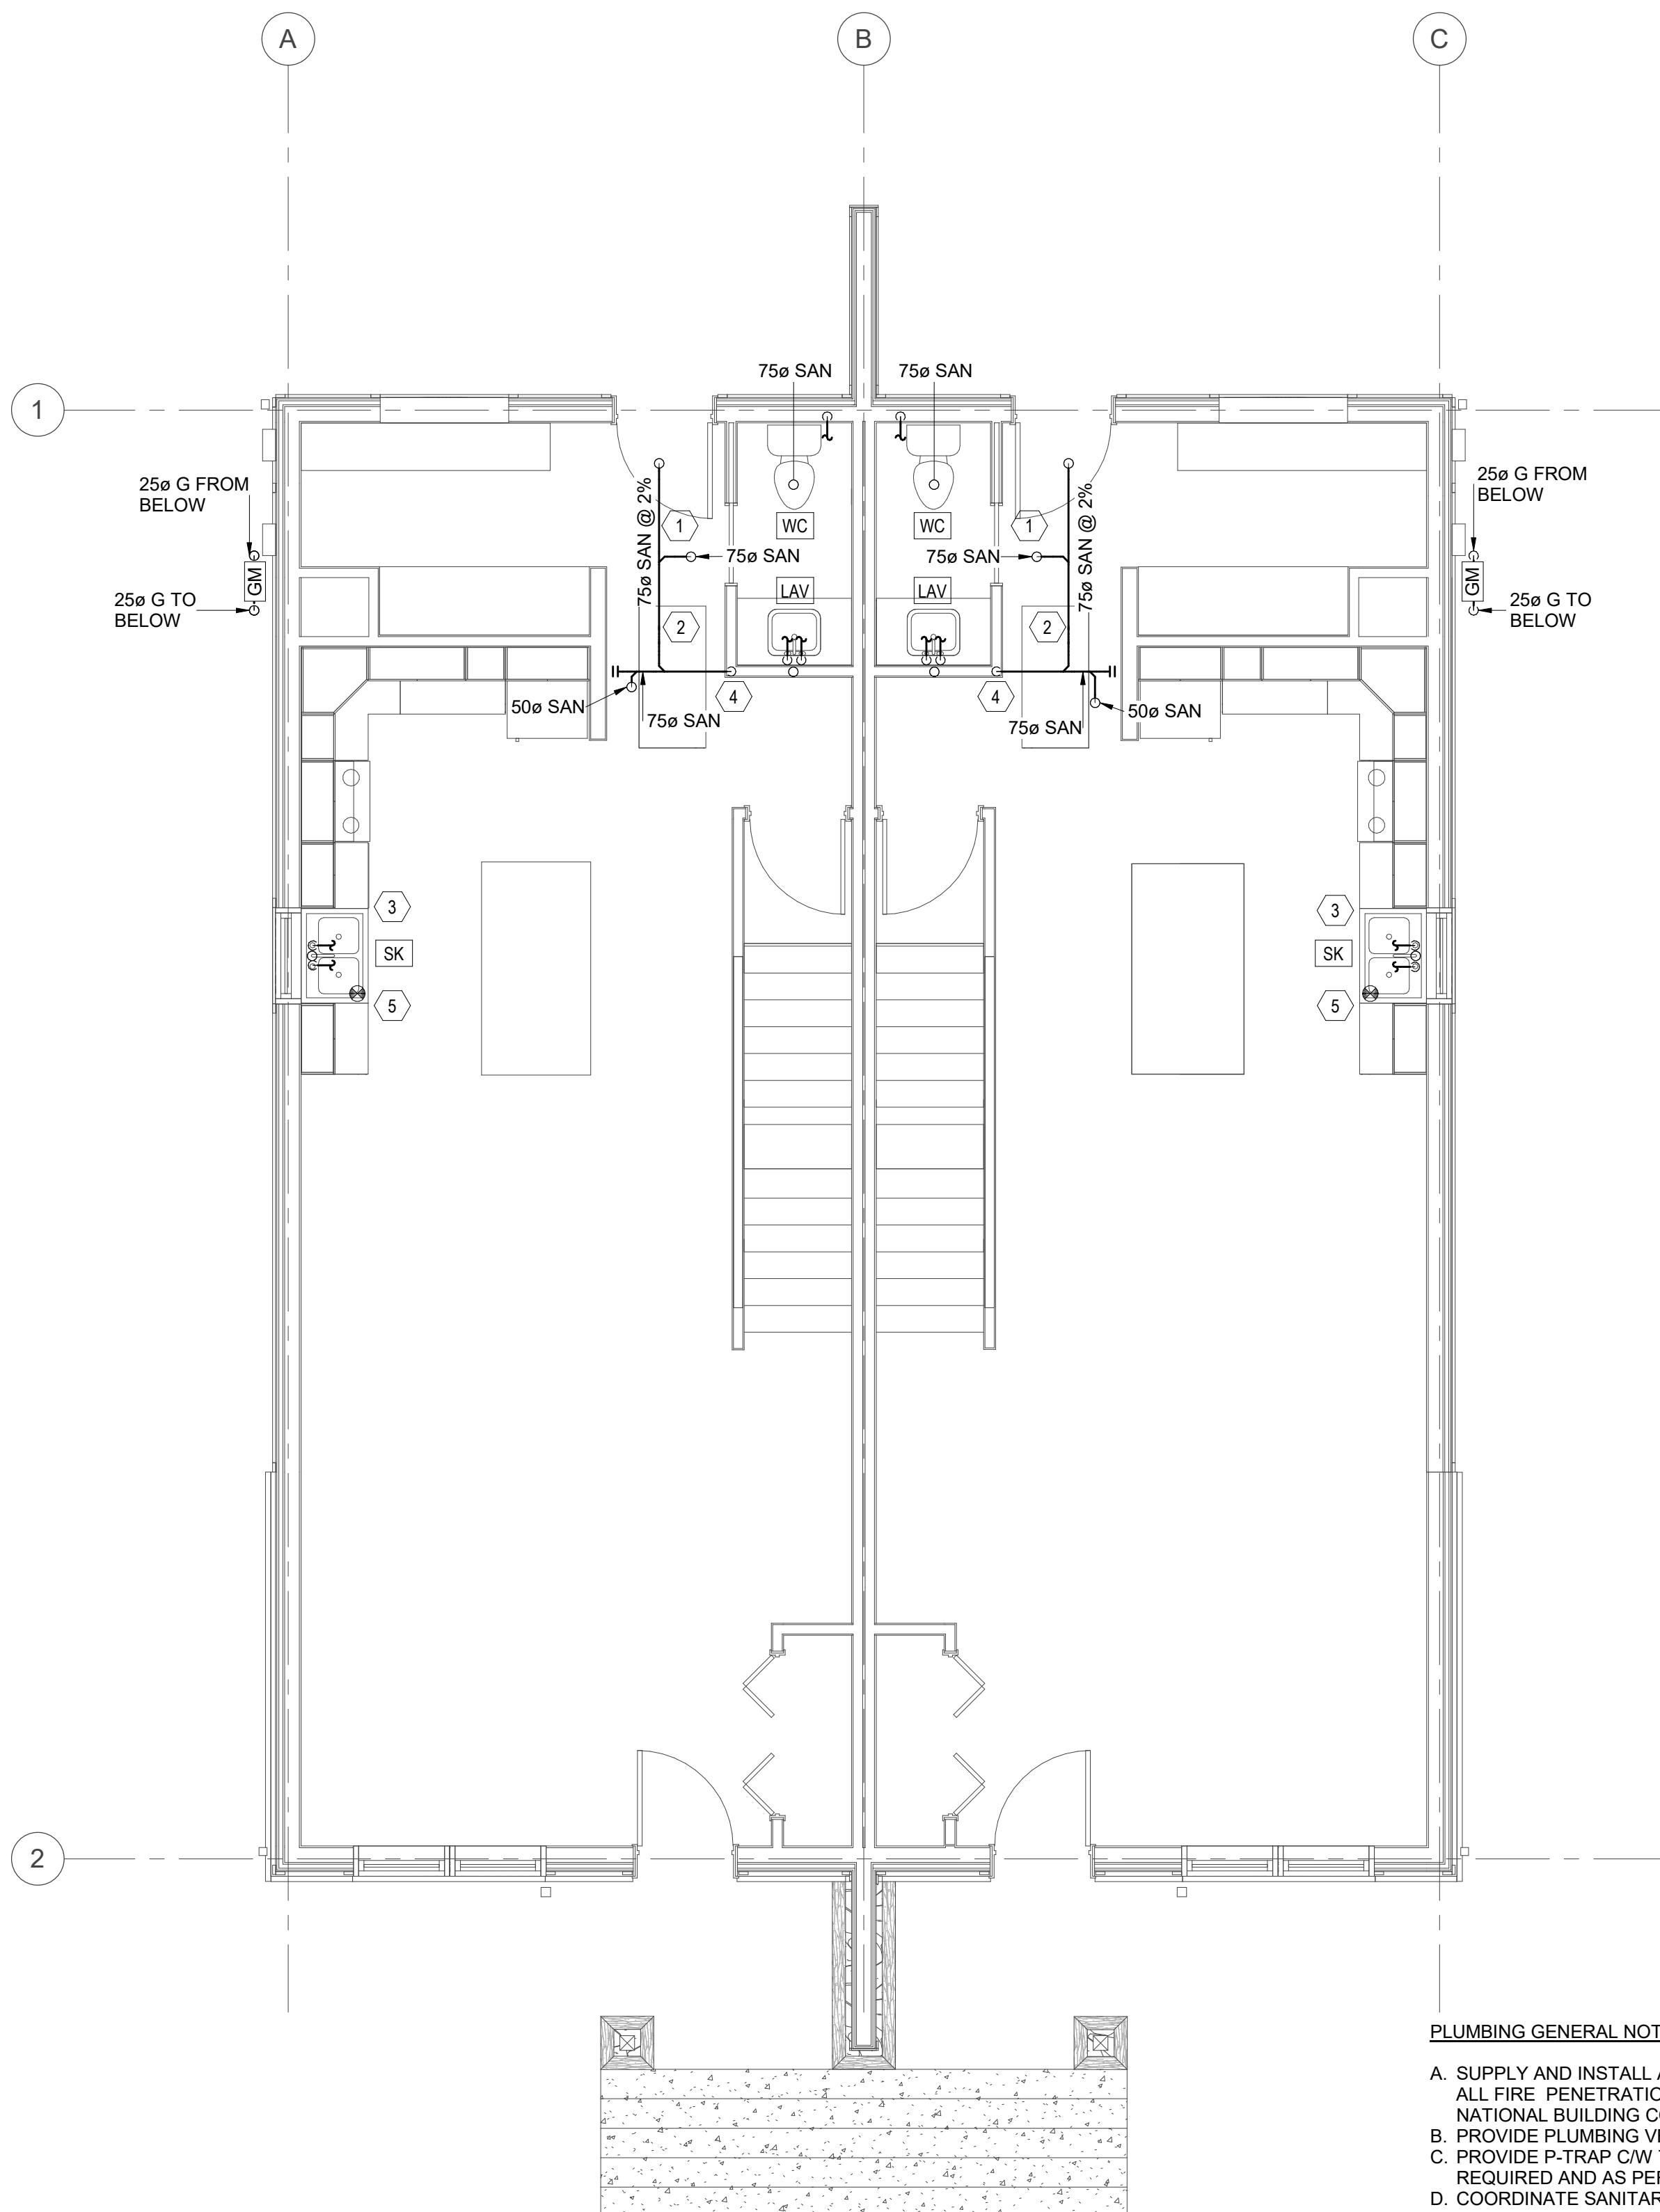 A
B
C
75ø SAN
75ø SAN
1
25ø G FROM
BELOW
25ø G FROM
BELOW
75ø SAN @ 2%
75ø SAN @ 2%
1
WC
WC
1
75ø SAN
75ø SAN
GM
GM
25ø G TO
BELOW
25ø G TO
BELOW
LAV
LAV
2
2
4
4
50ø SAN
75ø SAN
75ø SAN
50ø SAN
3
3
SK
SK
5
5
2
PLUMBING GENERAL NOT
A. SUPPLY AND INSTALL
ALL FIRE PENETRATIO
NATIONAL BUILDING
B. PROVIDE PLUMBING
C. PROVIDE P-TRAP C/W
REQUIRED AND AS PE
D. COORDINATE SANITAR